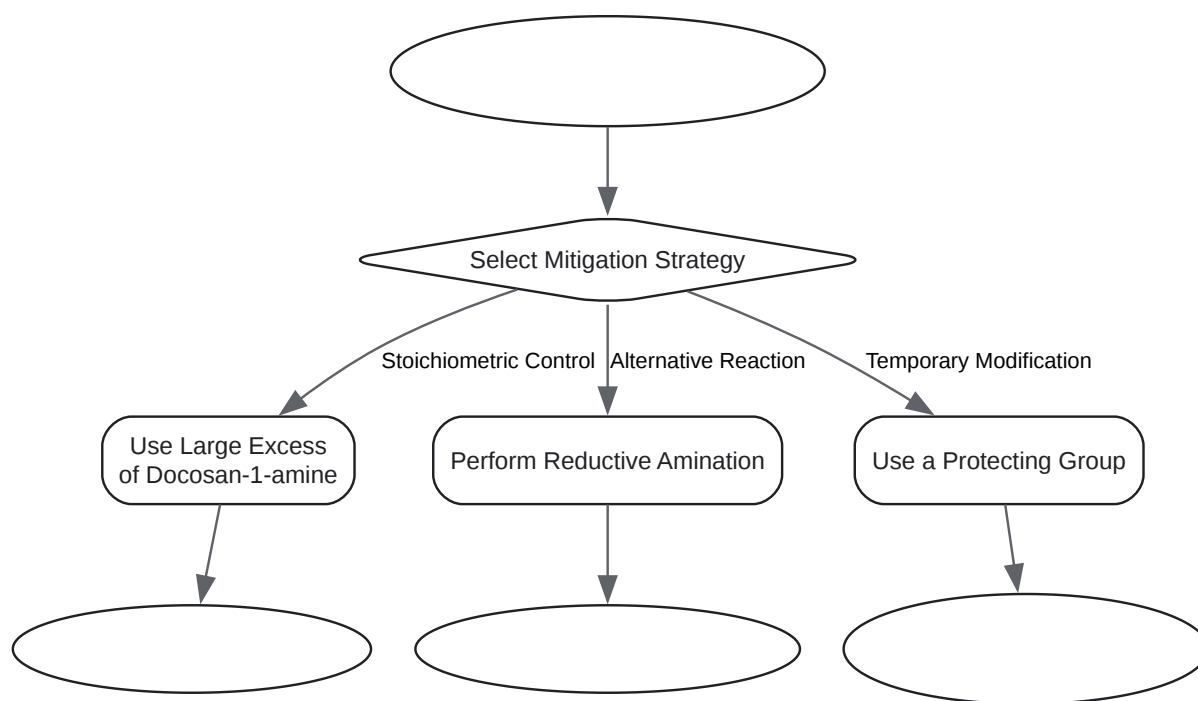 Select Mitigation Strategy
Stoichiometric Control
Alternative Reaction
Temporary Modification
Use Large Excess
of Docosan-1-amine
Perform Reductive Amination
Use a Protecting Group